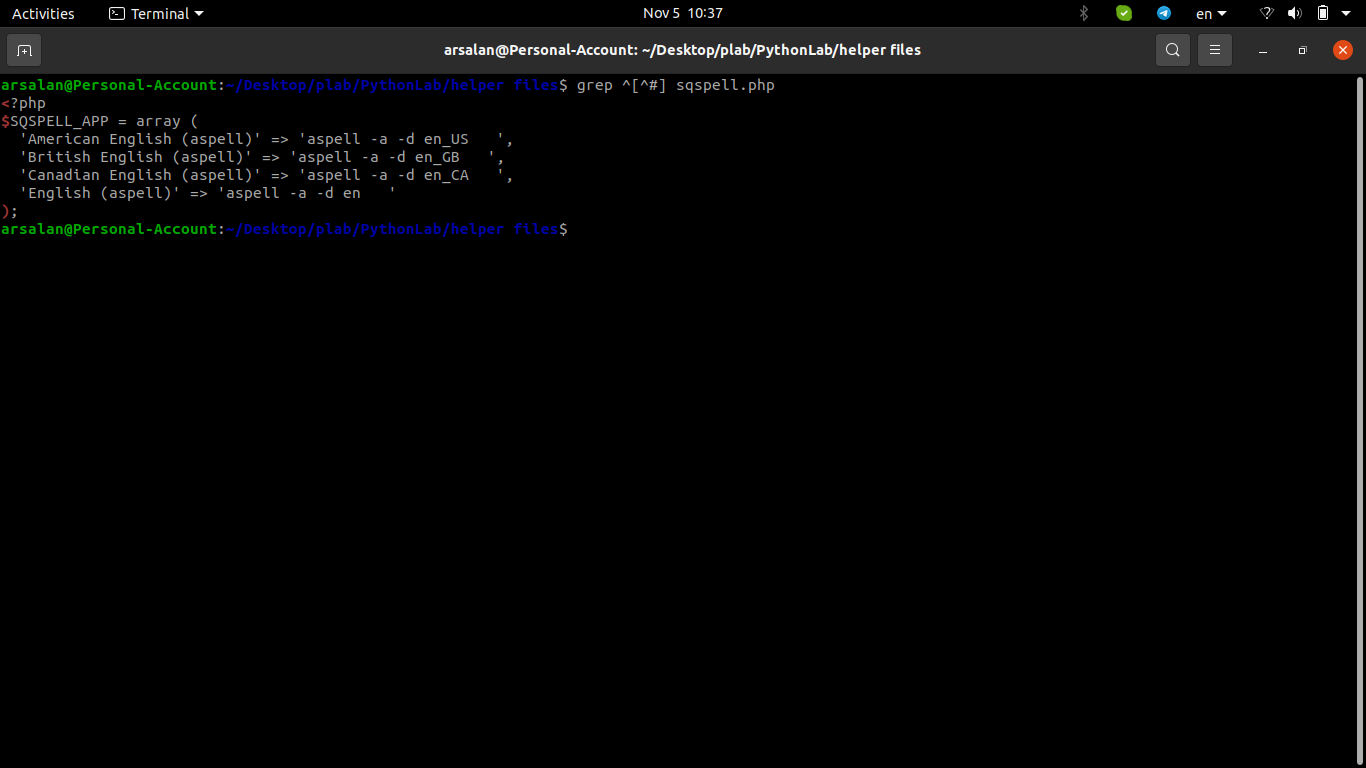 Activities Terminal Nov 5 10:37 en
arsalan@Personal-Account: ~/Desktop/plab/PythonLab/helper files
arsalan@Personal-Account:~/Desktop/plab/PythonLab/helper files$ grep ^[^#] sqspell.php
<?php
$SQSPELL_APP = array (
  'American English (aspell)' => 'aspell -a -d en_US   ',
  'British English (aspell)' => 'aspell -a -d en_GB   ',
  'Canadian English (aspell)' => 'aspell -a -d en_CA   ',
  'English (aspell)' => 'aspell -a -d en   '
);
arsalan@Personal-Account:~/Desktop/plab/PythonLab/helper files$